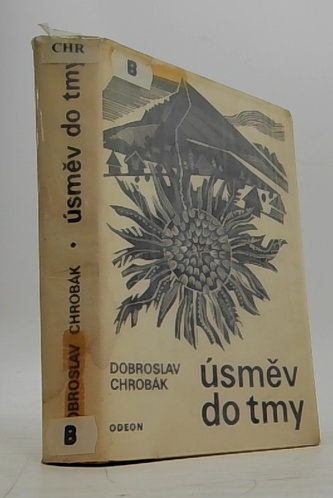 CHR
DOBROSLAV CHROBÁK • úsměv do tmy
B
B
DOBROSLAV
CHROBÁK
úsměv
do tmy
ODEON